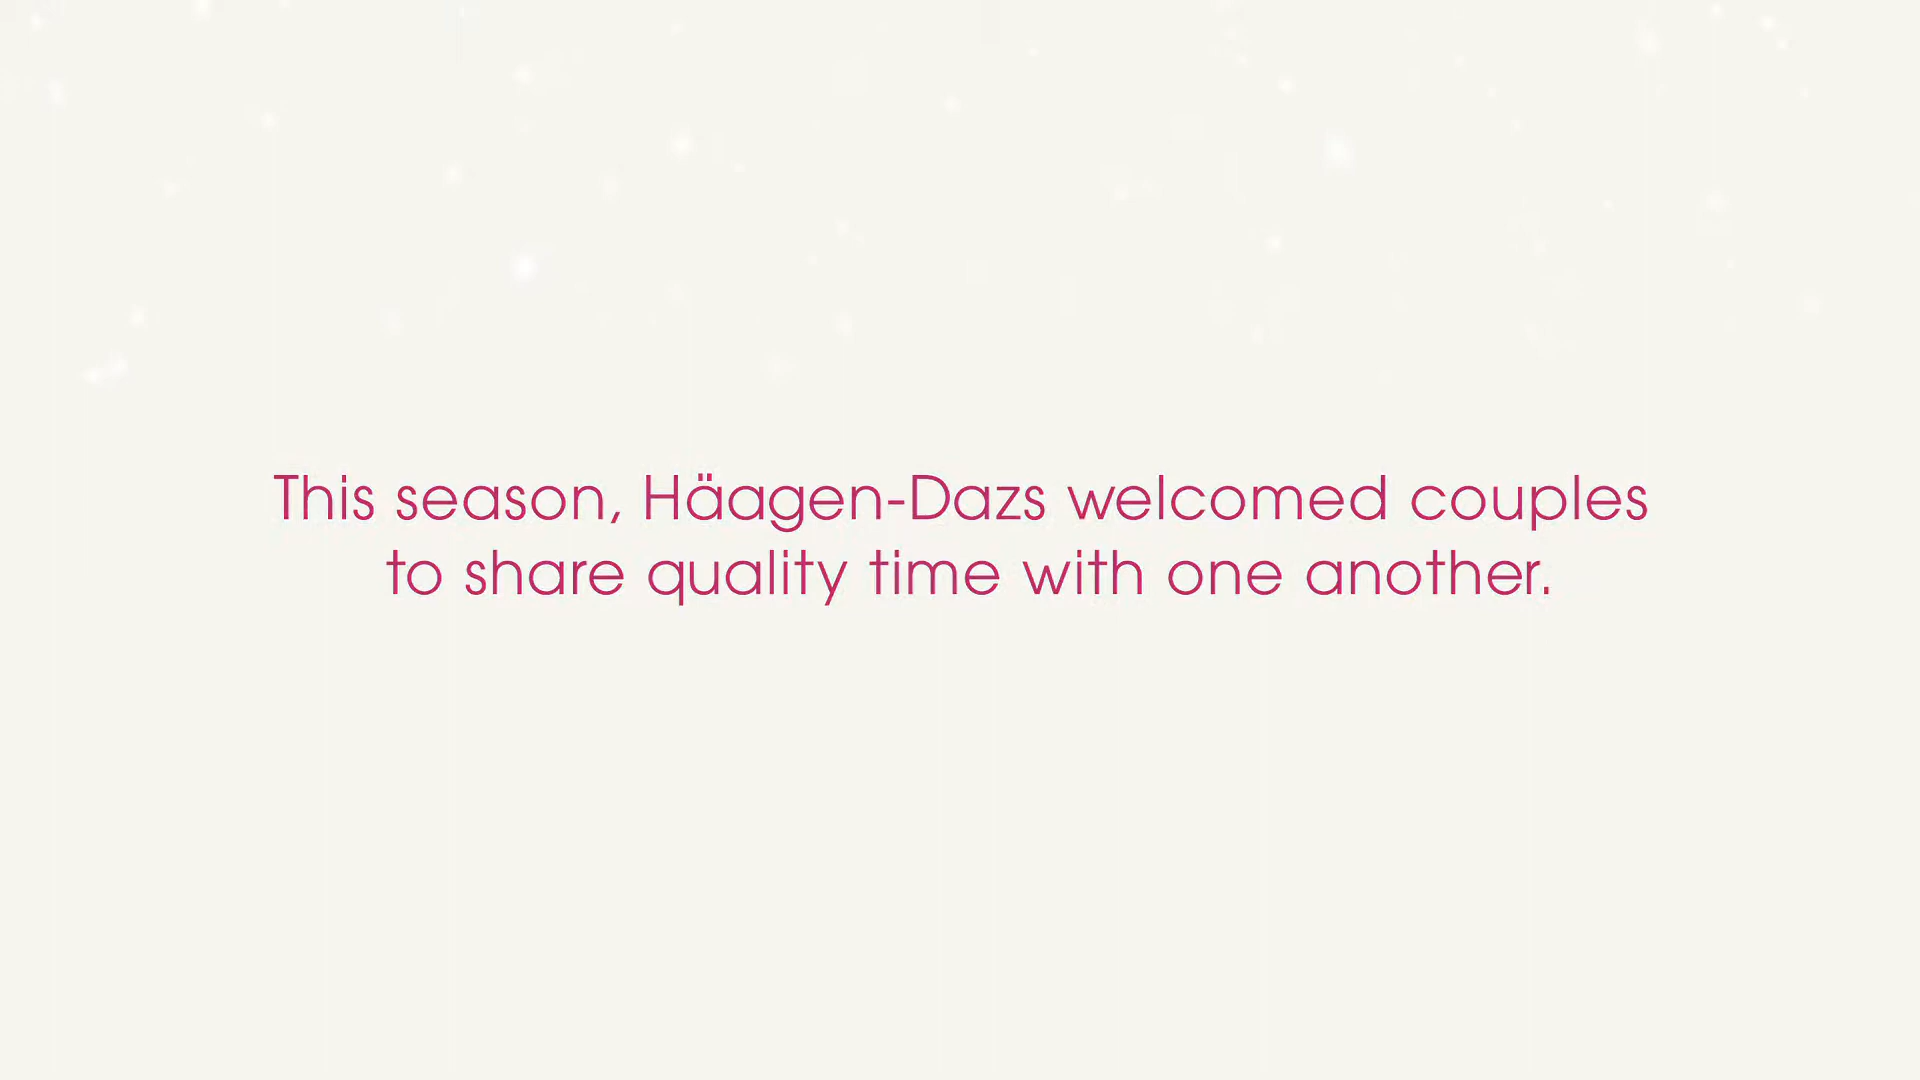 This season, Häagen-Dazs welcomed couples
to share quality time with one another.